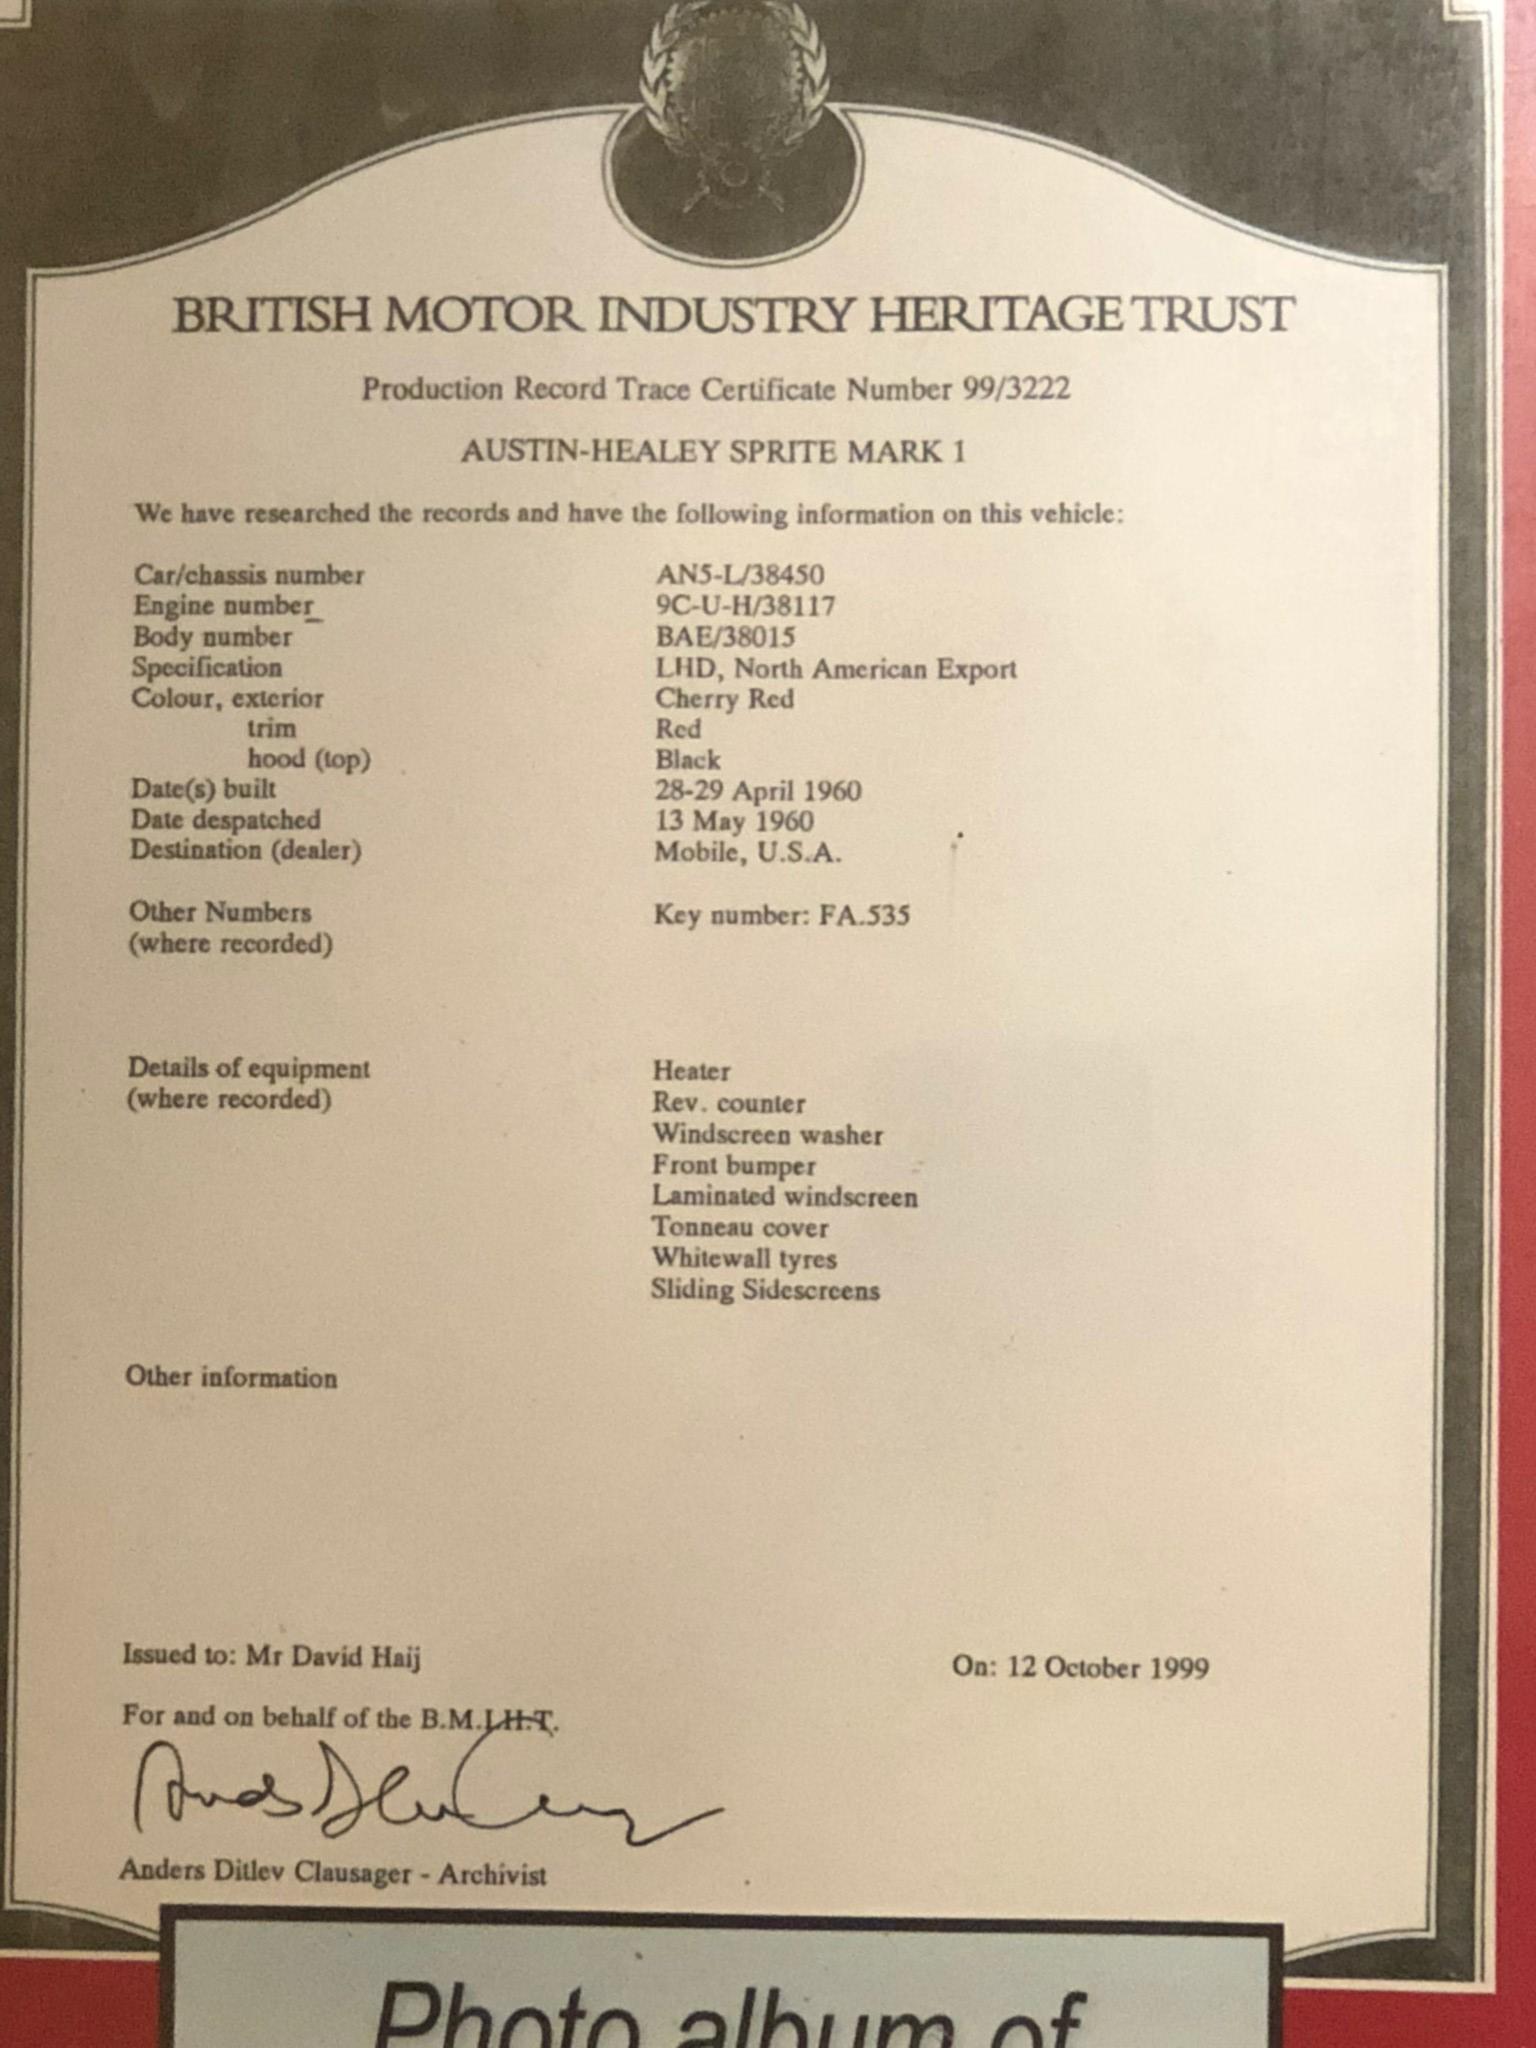 BRITISH MOTOR INDUSTRY HERITAGE TRUST
Production Record Trace Certificate Number 99/3222
AUSTIN-HEALEY SPRITE MARK 1
We have researched the records and have the following information on this vehicle:
Car/chassis number AN5-L/38450
Engine number 9C-U-H/38117
Body number BAE/38015
Specification LHD, North American Export
Colour, exterior Cherry Red
trim Red
hood (top) Black
Date(s) built 28-29 April 1960
Date despatched 13 May 1960
Destination (dealer) Mobile, U.S.A.
Other Numbers Key number: FA.535
(where recorded)
Details of equipment Heater
(where recorded) Rev. counter
Windscreen washer
Front bumper
Laminated windscreen
Tonneau cover
Whitewall tyres
Sliding Sidescreens
Other information
Issued to: Mr David Haij On: 12 October 1999
For and on behalf of the B.M.I.H.T.
Anders Ditlev Clausager - Archivist
Photo album of